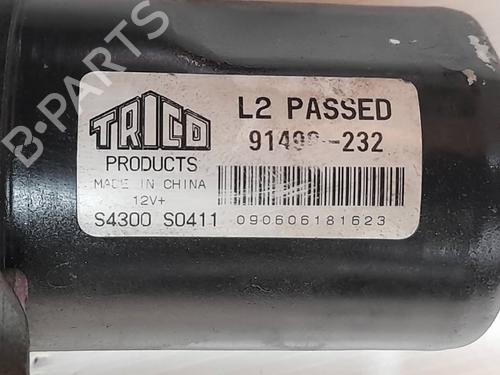 B-PARTS
TRICO
PRODUCTS
MADE IN CHINA
12V+
S4300 S0411
L2 PASSED
090606181623